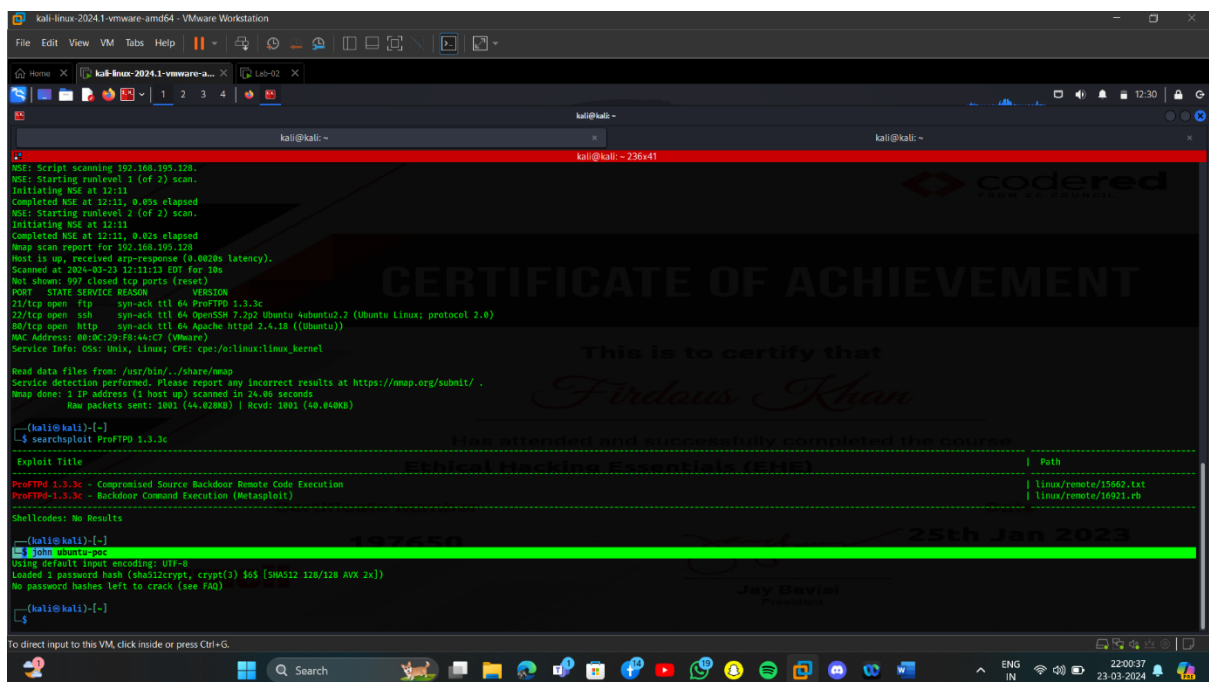 kali-linux-2024.1-vmware-amd64 - VMware Workstation
File Edit View VM Tabs Help
Home
kali-linux-2024.1-vmware-a...
Lab-02
1 2 3 4
12:30
kali@kali: ~
kali@kali: ~
kali@kali: ~
kali@kali: ~ 236x41
NSE: Script scanning 192.168.195.128.
NSE: Starting runlevel 1 (of 2) scan.
Initiating NSE at 12:11
Completed NSE at 12:11, 0.05s elapsed
NSE: Starting runlevel 2 (of 2) scan.
Initiating NSE at 12:11
Completed NSE at 12:11, 0.02s elapsed
Nmap scan report for 192.168.195.128
Host is up, received arp-response (0.0020s latency).
Scanned at 2024-03-23 12:11:13 EDT for 10s
Not shown: 997 closed tcp ports (reset)
PORT STATE SERVICE REASON VERSION
21/tcp open ftp syn-ack ttl 64 ProFTPD 1.3.3c
22/tcp open ssh syn-ack ttl 64 OpenSSH 7.2p2 Ubuntu 4ubuntu2.2 (Ubuntu Linux; protocol 2.0)
80/tcp open http syn-ack ttl 64 Apache httpd 2.4.18 ((Ubuntu))
MAC Address: 00:0C:29:F8:44:C7 (VMware)
Service Info: OSs: Unix, Linux; CPE: cpe:/o:linux:linux_kernel
Read data files from: /usr/bin/../share/nmap
Service detection performed. Please report any incorrect results at https://nmap.org/submit/ .
Nmap done: 1 IP address (1 host up) scanned in 24.06 seconds
Raw packets sent: 1001 (44.028KB) | Rcvd: 1001 (40.040KB)
(kali㉿kali)-[~]
$ searchsploit ProFTPD 1.3.3c
Exploit Title | Path
ProFTPd 1.3.3c - Compromised Source Backdoor Remote Code Execution | linux/remote/15662.txt
ProFTPd-1.3.3c - Backdoor Command Execution (Metasploit) | linux/remote/16921.rb
Shellcodes: No Results
(kali㉿kali)-[~]
$ john ubuntu-poc
Using default input encoding: UTF-8
Loaded 1 password hash (sha512crypt, crypt(3) $6$ [SHA512 128/128 AVX 2x])
No password hashes left to crack (see FAQ)
(kali㉿kali)-[~]
$
codered
FROM EC-COUNCIL
CERTIFICATE OF ACHIEVEMENT
This is to certify that
Firdous Khan
Has attended and successfully completed the course
Ethical Hacking Essentials (EHE)
197650
25th Jan 2023
Jay Bavisi
President
To direct input to this VM, click inside or press Ctrl+G.
Search
14
19
ENG
IN
22:00:37
23-03-2024